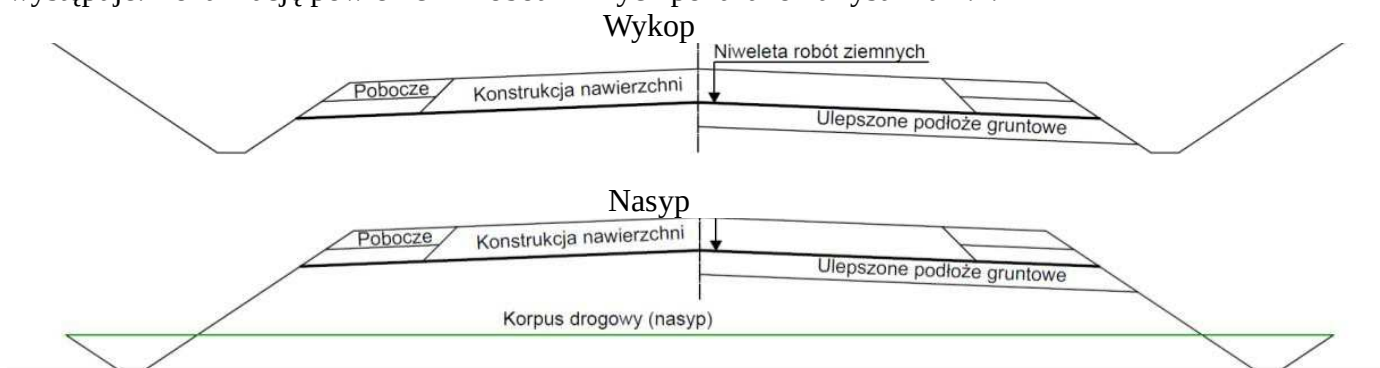 Wykop
Niweleta robót ziemnych
Pobocze
Konstrukcja nawierzchni
Ulepszone podłoże gruntowe
Nasyp
Pobocze
Konstrukcja nawierzchni
Ulepszone podłoże gruntowe
Korpus drogowy (nasyp)